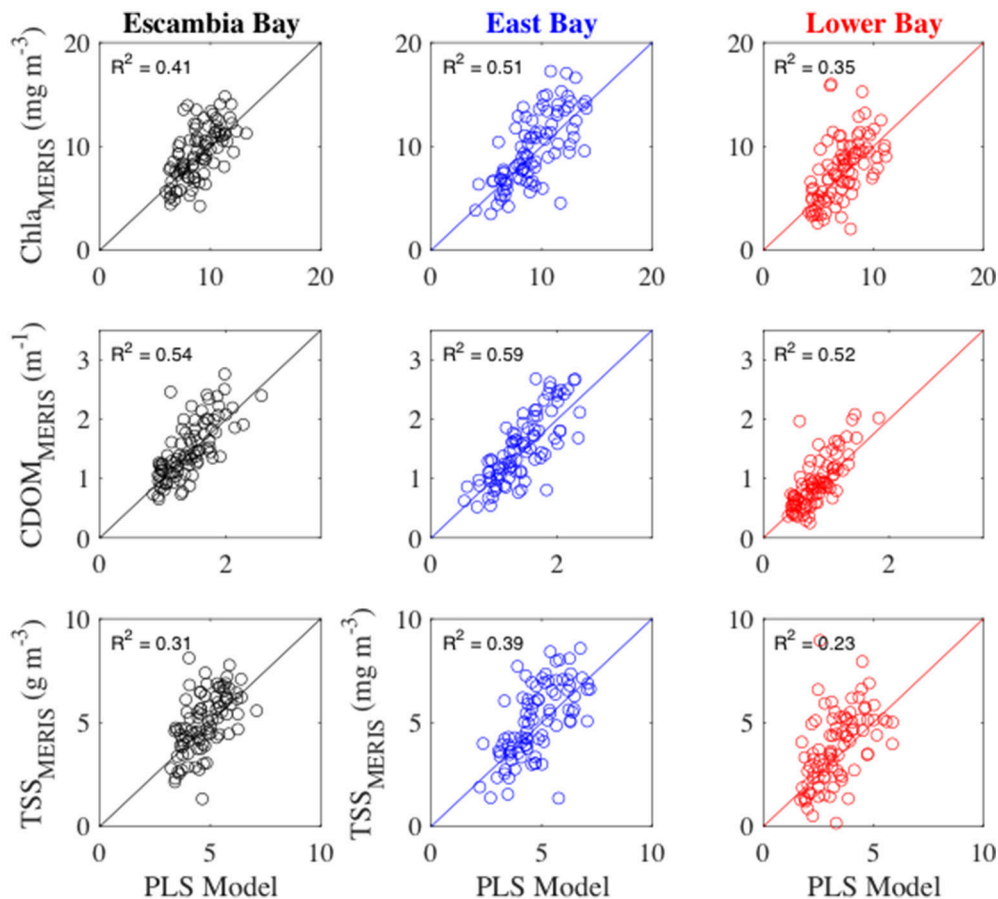 Escambia Bay
East Bay
Lower Bay
Chla_MERIS (mg m⁻³)
20
10
0
R² = 0.41
0
10
20
20
10
0
R² = 0.51
0
10
20
20
10
0
R² = 0.35
0
10
20
CDOM_MERIS (m⁻¹)
3
2
1
0
R² = 0.54
0
2
3
2
1
0
R² = 0.59
0
2
3
2
1
0
R² = 0.52
0
2
TSS_MERIS (g m⁻³)
10
5
0
R² = 0.31
0
5
10
PLS Model
TSS_MERIS (mg m⁻³)
10
5
0
R² = 0.39
0
5
10
PLS Model
10
5
0
R² = 0.23
0
5
10
PLS Model